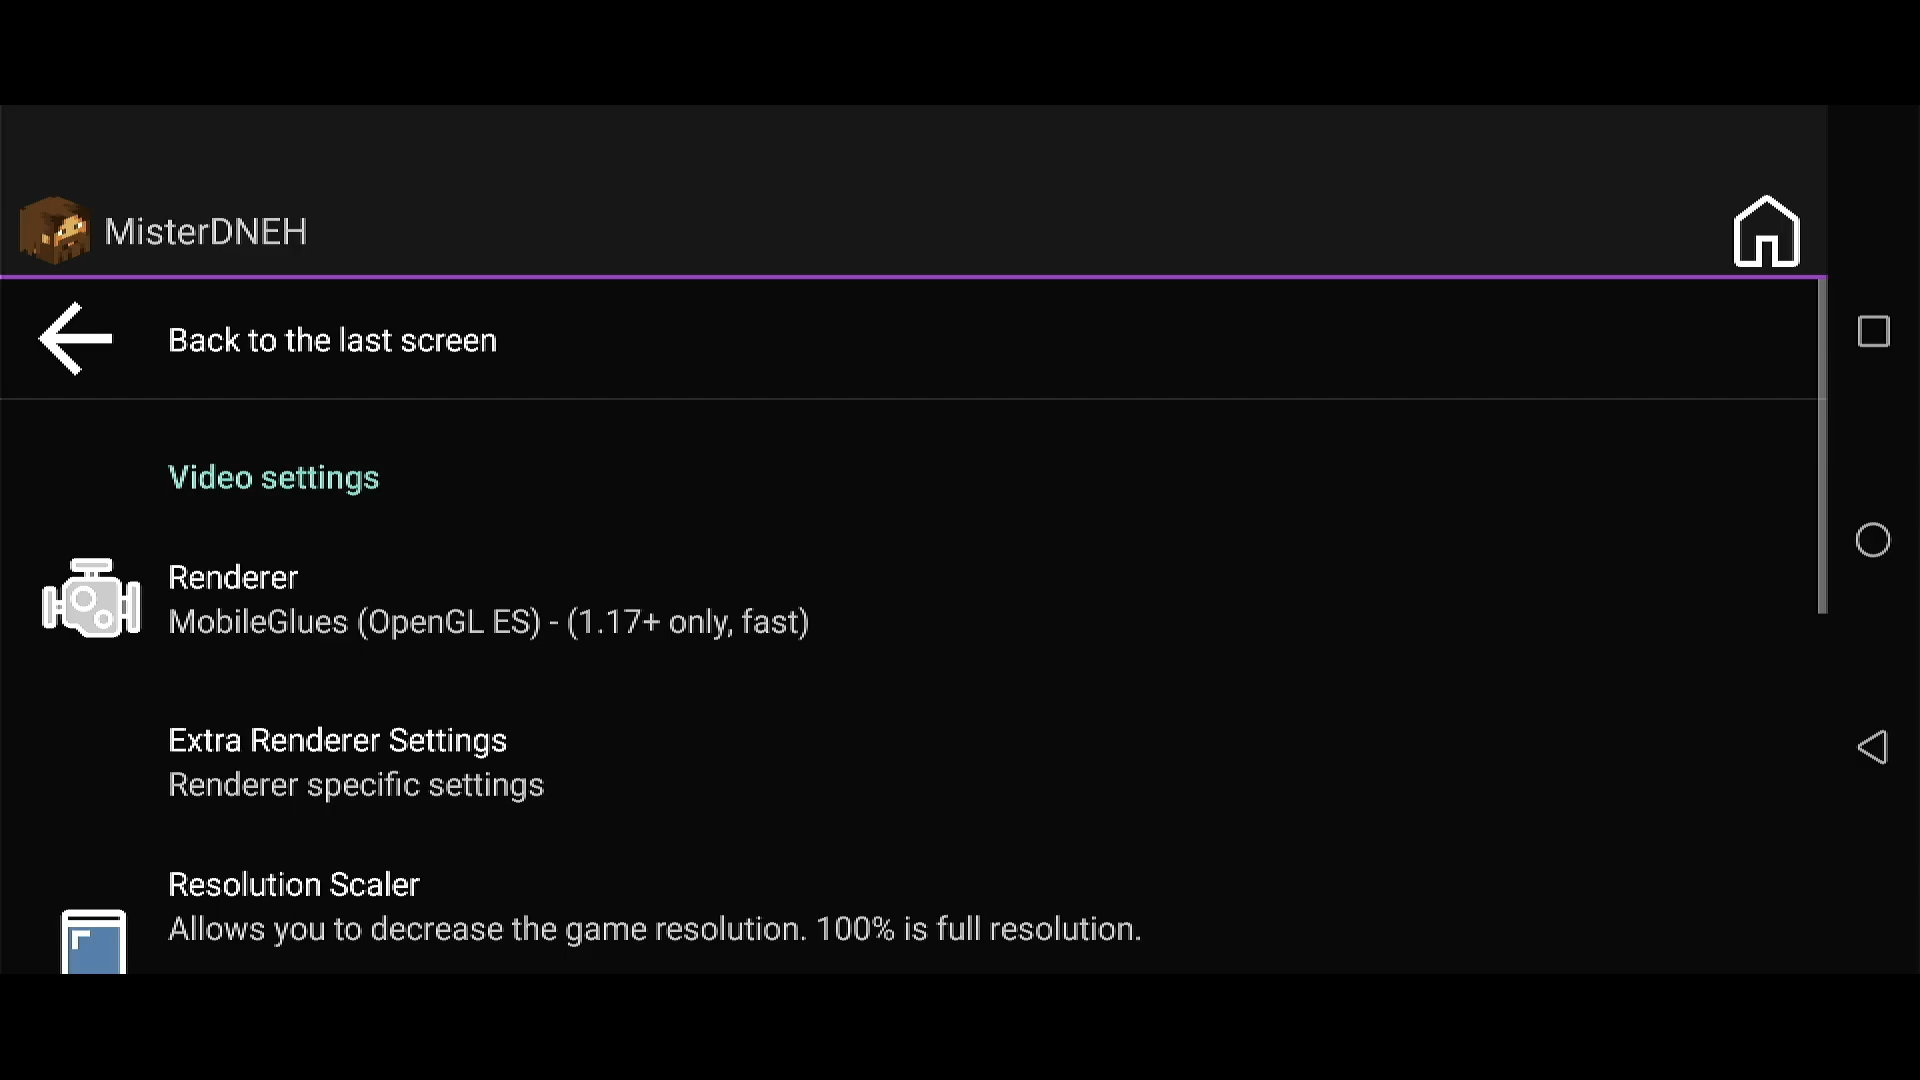 MisterDNEH
Back to the last screen
Video settings
Renderer
MobileGlues (OpenGL ES) - (1.17+ only, fast)
Extra Renderer Settings
Renderer specific settings
Resolution Scaler
Allows you to decrease the game resolution. 100% is full resolution.